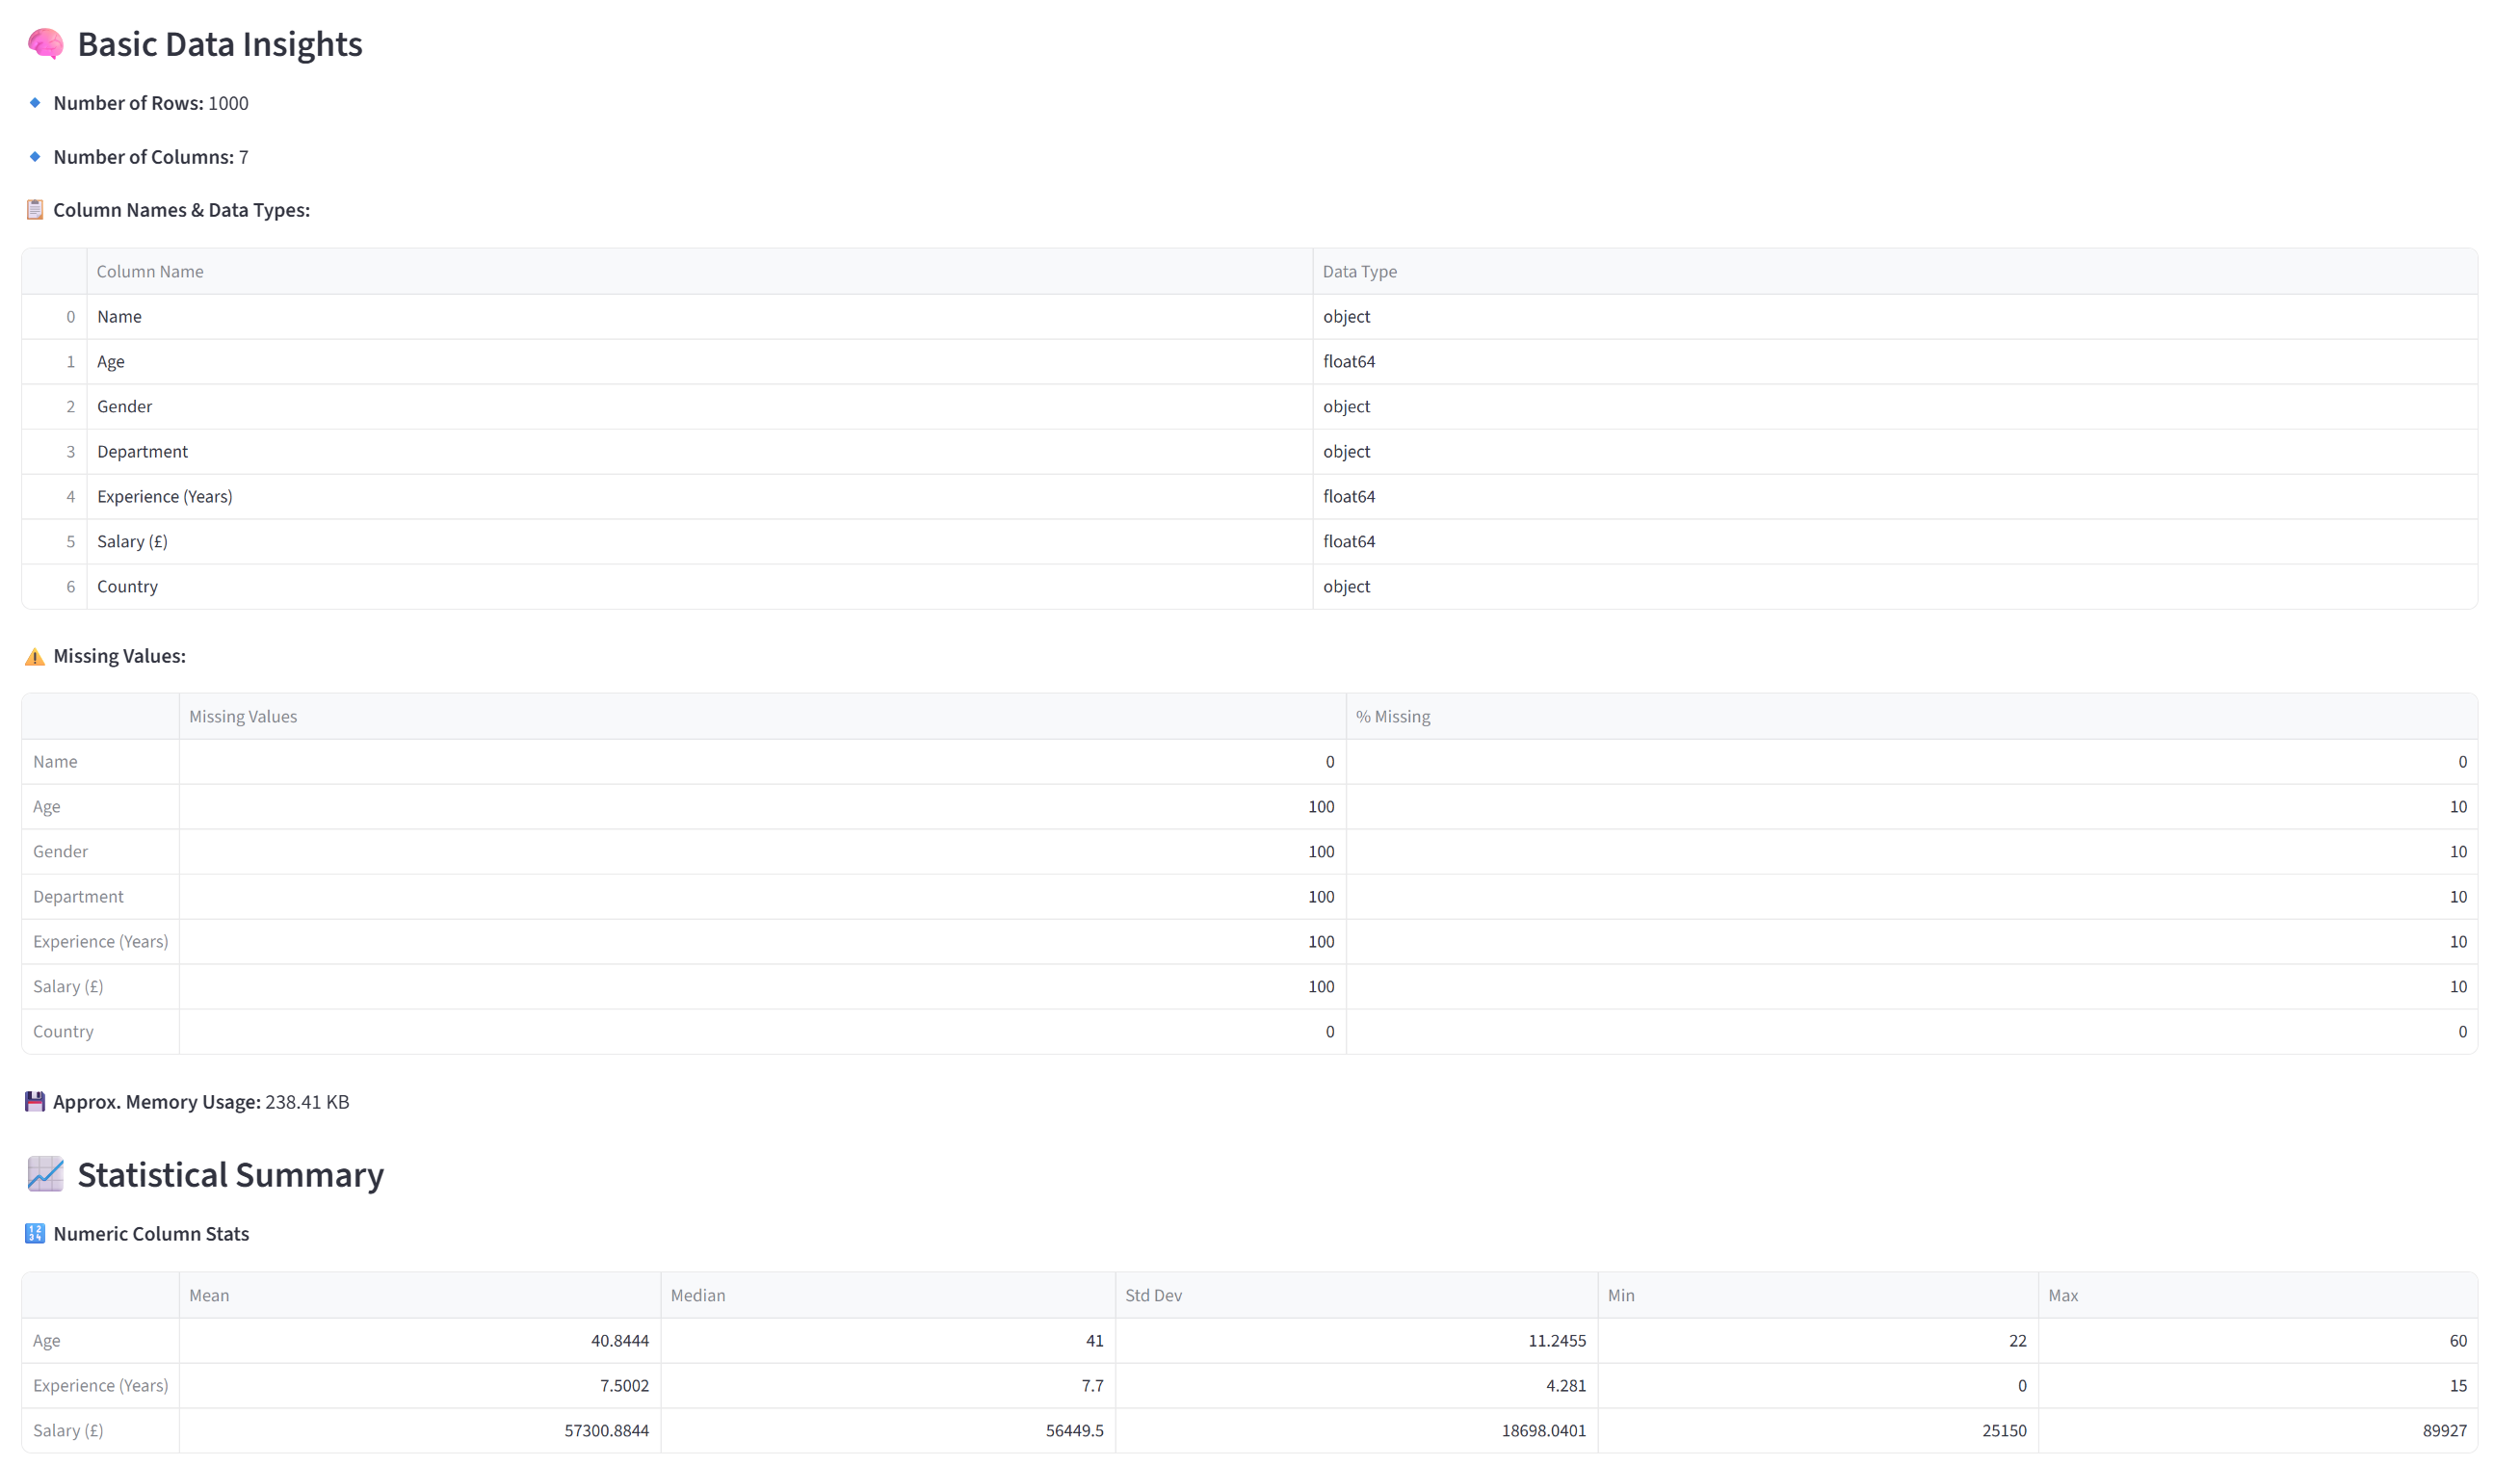 🧠 Basic Data Insights
🔹 Number of Rows: 1000
🔹 Number of Columns: 7
📋 Column Names & Data Types:
Column Name Data Type
0 Name object
1 Age float64
2 Gender object
3 Department object
4 Experience (Years) float64
5 Salary (£) float64
6 Country object
⚠️ Missing Values:
Missing Values % Missing
Name 0 0
Age 100 10
Gender 100 10
Department 100 10
Experience (Years) 100 10
Salary (£) 100 10
Country 0 0
💾 Approx. Memory Usage: 238.41 KB
📈 Statistical Summary
🔢 Numeric Column Stats
Mean Median Std Dev Min Max
Age 40.8444 41 11.2455 22 60
Experience (Years) 7.5002 7.7 4.281 0 15
Salary (£) 57300.8844 56449.5 18698.0401 25150 89927